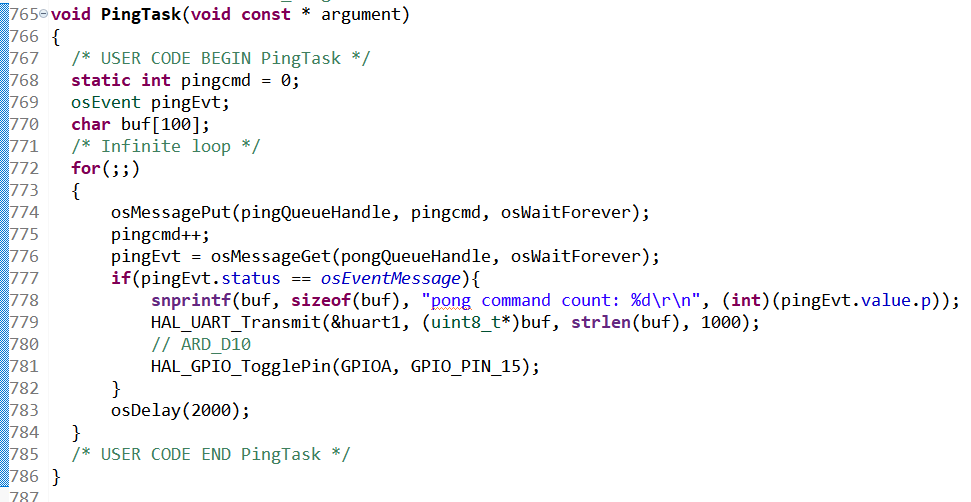 765 void PingTask(void const * argument)
766 {
767   /* USER CODE BEGIN PingTask */
768   static int pingcmd = 0;
769   osEvent pingEvt;
770   char buf[100];
771   /* Infinite loop */
772   for(;;)
773   {
774       osMessagePut(pingQueueHandle, pingcmd, osWaitForever);
775       pingcmd++;
776       pingEvt = osMessageGet(pongQueueHandle, osWaitForever);
777       if(pingEvt.status == osEventMessage){
778           snprintf(buf, sizeof(buf), "pong command count: %d\r\n", (int)(pingEvt.value.p));
779           HAL_UART_Transmit(&huart1, (uint8_t*)buf, strlen(buf), 1000);
780           // ARD_D10
781           HAL_GPIO_TogglePin(GPIOA, GPIO_PIN_15);
782       }
783       osDelay(2000);
784   }
785   /* USER CODE END PingTask */
786 }
787